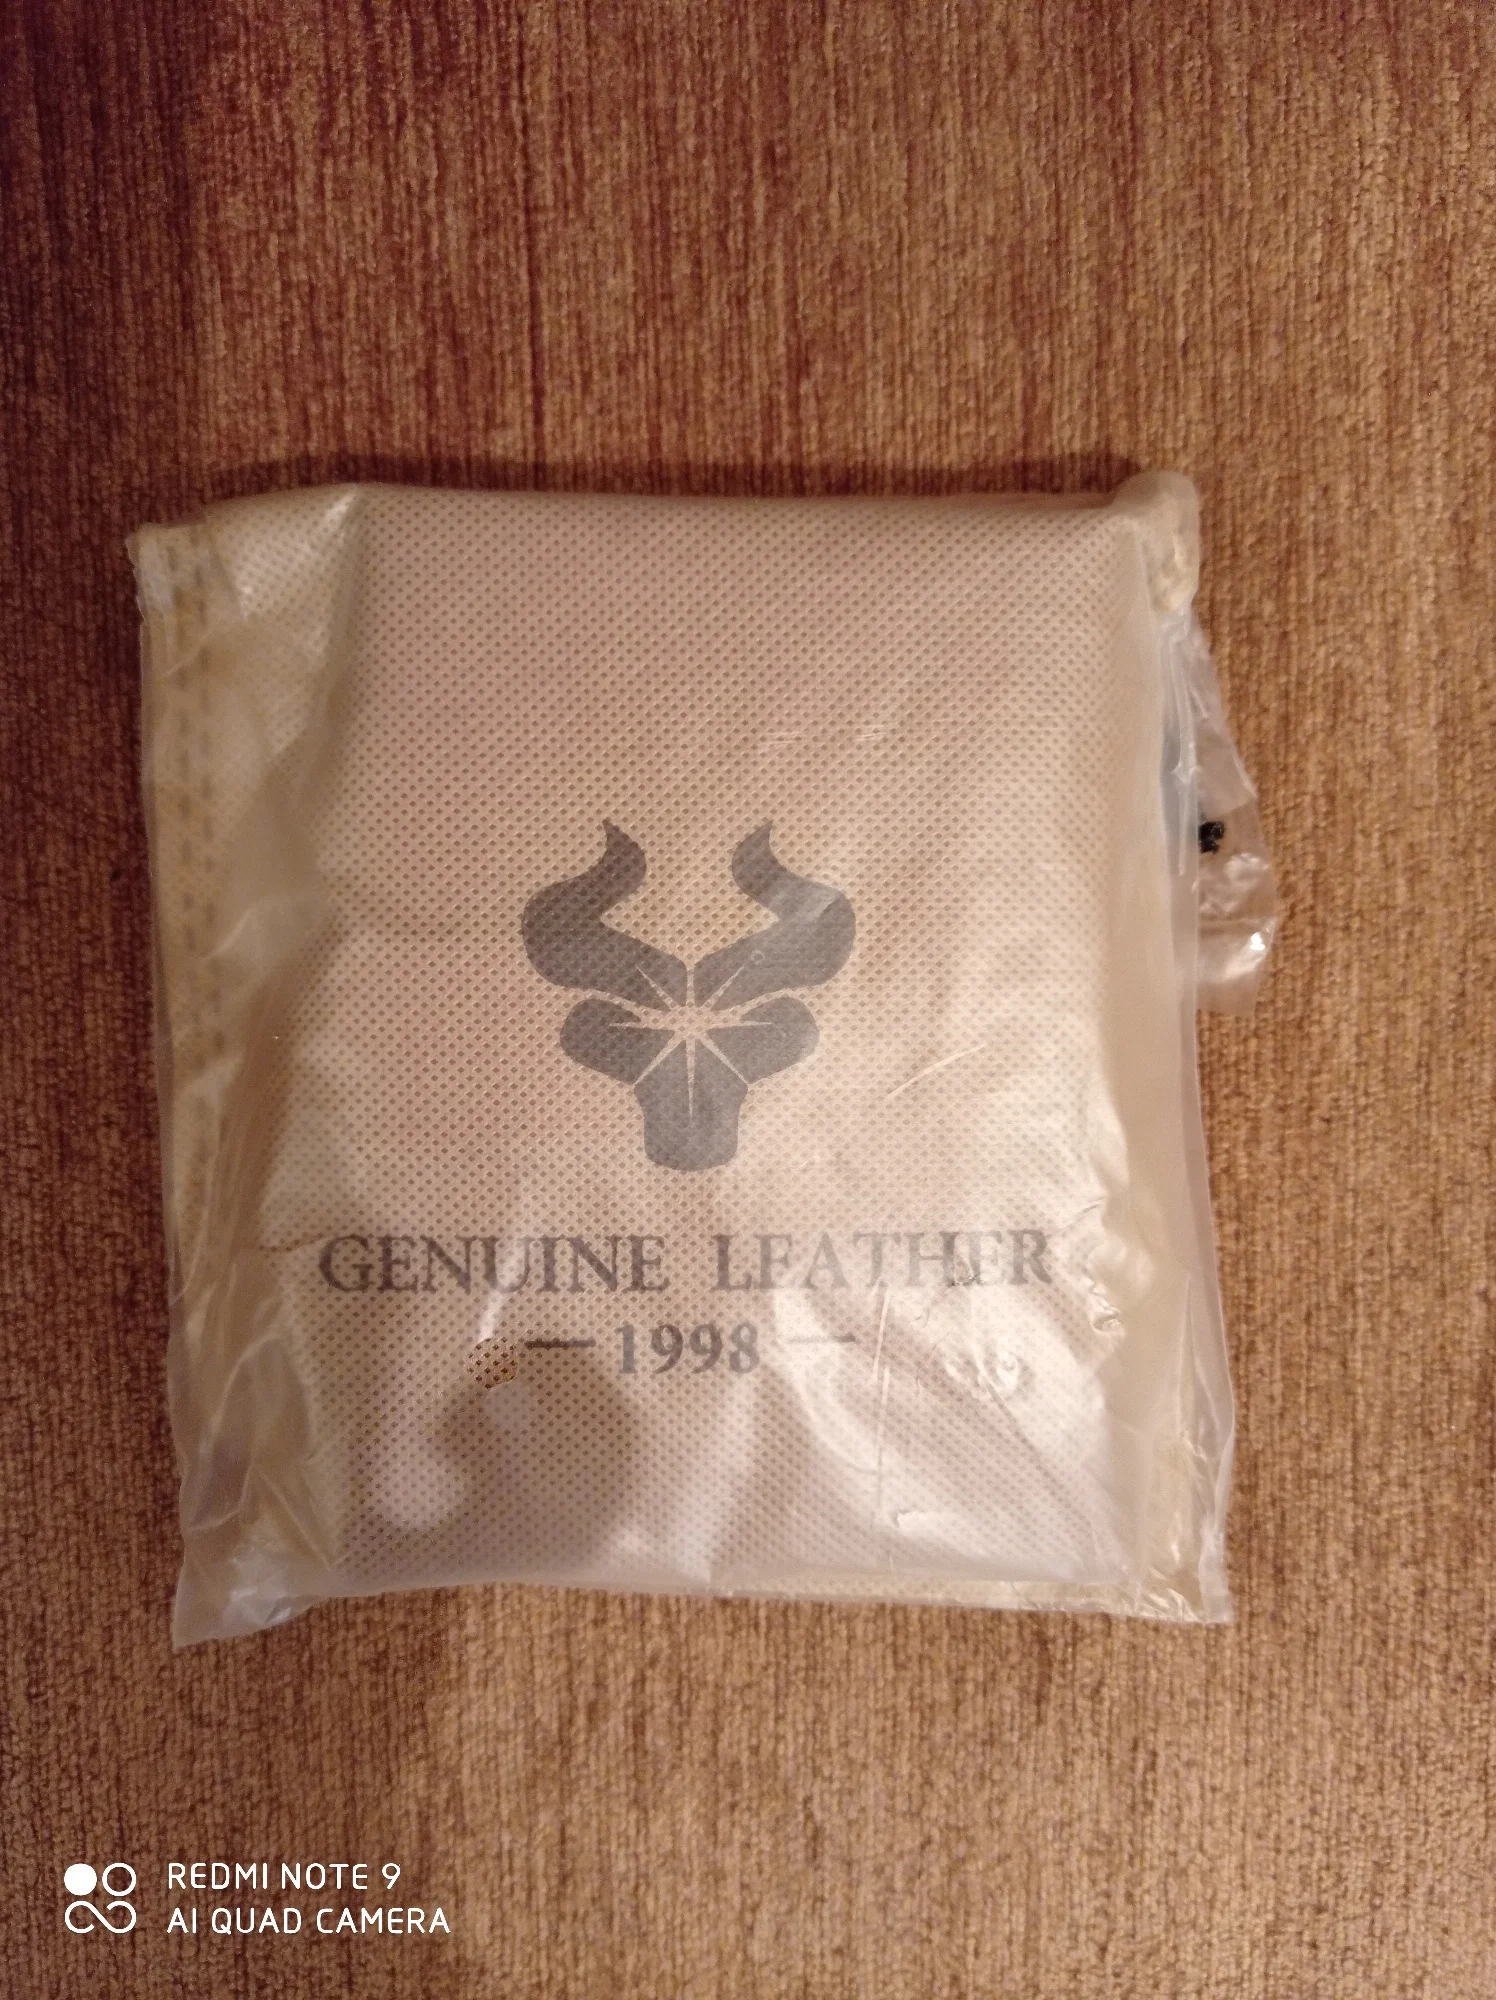 GENUINE LEATHER
— 1998 —
REDMI NOTE 9
AI QUAD CAMERA